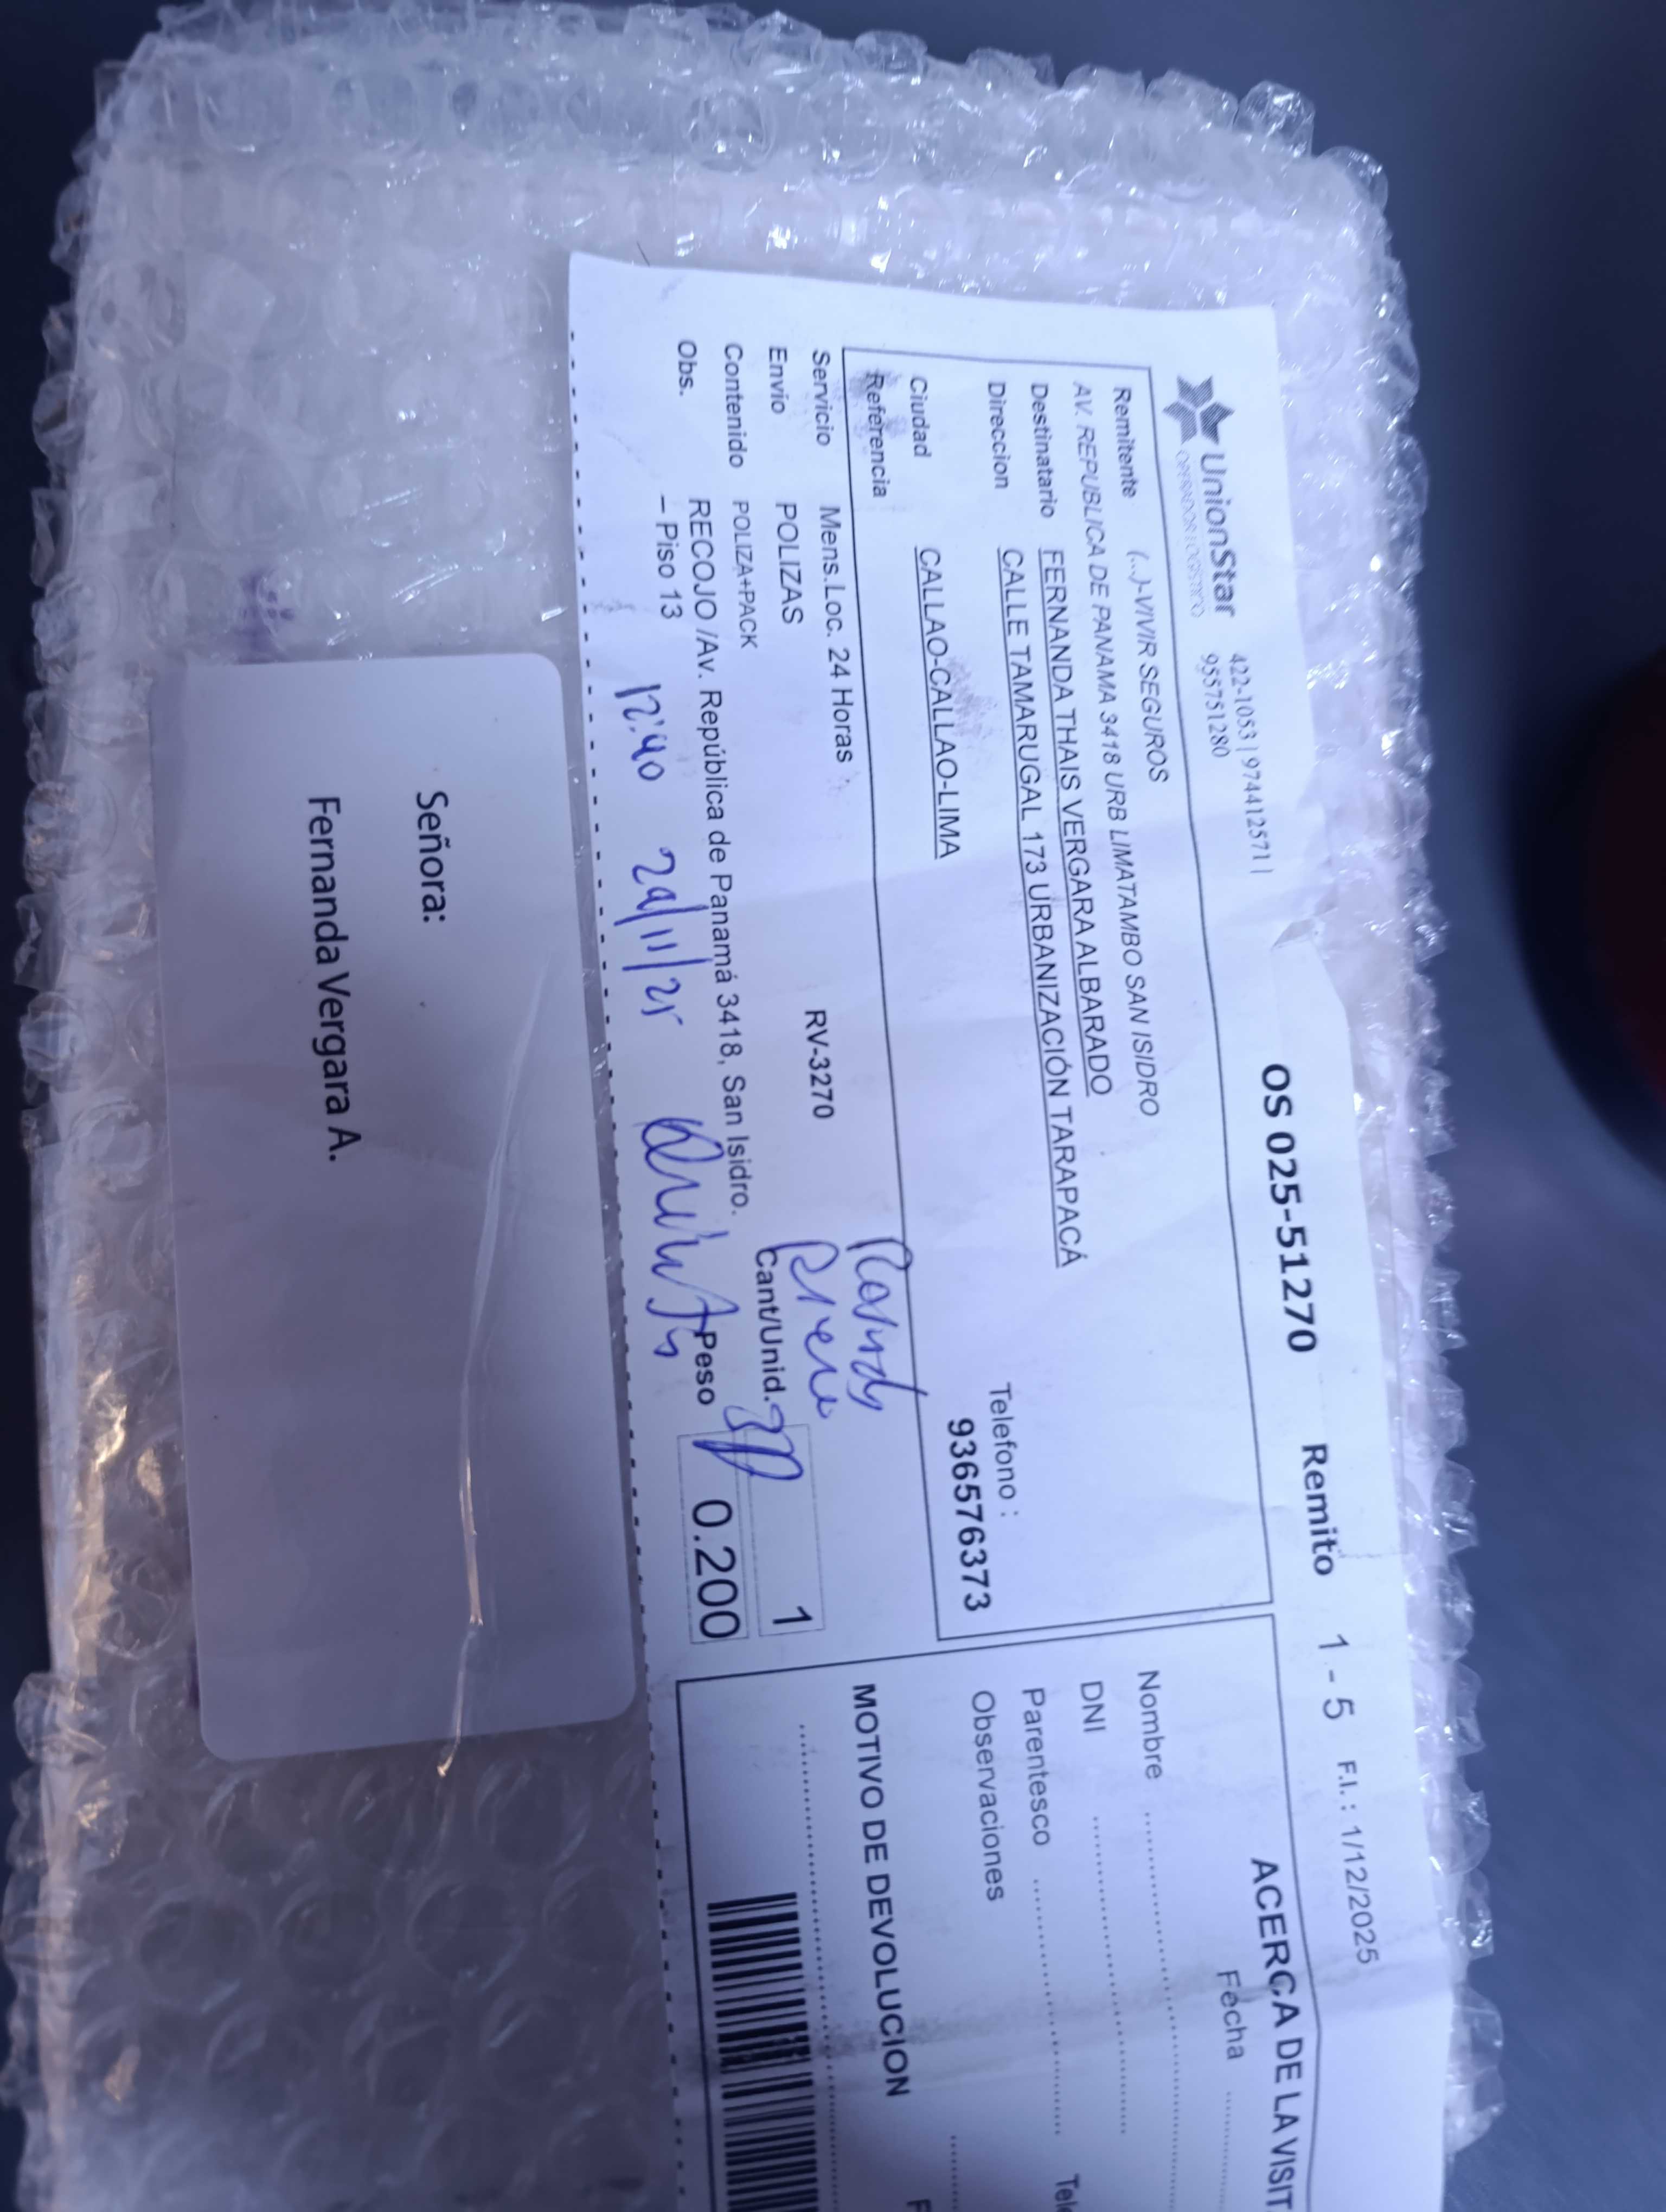 UnionStar
OPERADOR LOGISTICO
422-1053 | 974412571 |
955751280
OS 025-51270 Remito 1 - 5 F.I. : 1/12/2025
Remitente (...)-VIVIR SEGUROS
AV. REPUBLICA DE PANAMA 3418 URB LIMATAMBO SAN ISIDRO
Destinatario FERNANDA THAIS VERGARA ALBARADO
Direccion CALLE TAMARUGAL 173 URBANIZACIÓN TARAPACÁ
Telefono :
Ciudad CALLAO-CALLAO-LIMA 936576373
Referencia
Servicio Mens.Loc. 24 Horas
Envio POLIZAS RV-3270
Contenido POLIZA+PACK Cant/Unid. 1
Obs. RECOJO /Av. República de Panamá 3418, San Isidro.
– Piso 13 Peso 0.200
12:40
ACERCA DE LA VISIT
Fecha
Nombre
DNI
Parentesco
Observaciones
MOTIVO DE DEVOLUCION
Señora:
Fernanda Vergara A.